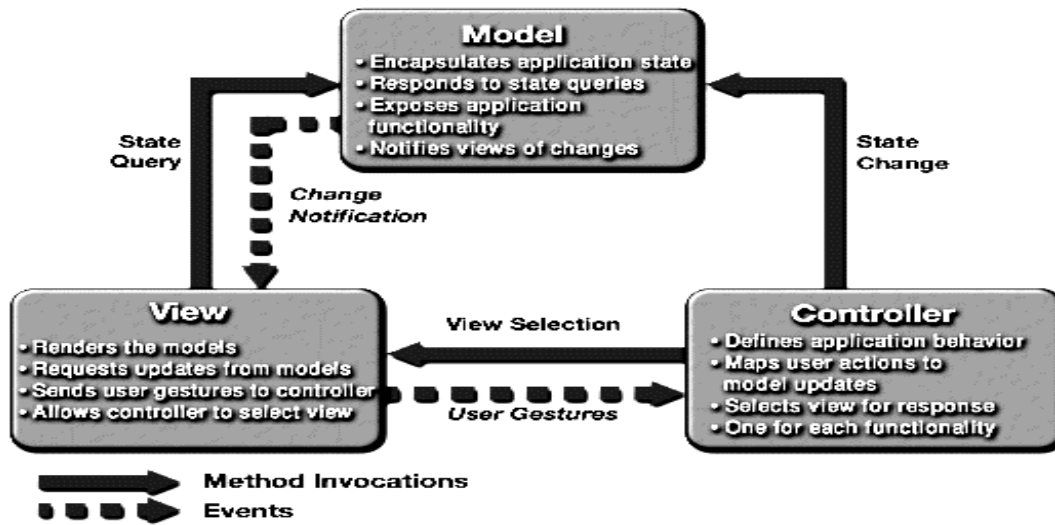 Model
• Encapsulates application state
• Responds to state queries
• Exposes application
functionality
• Notifies views of changes
State
Query
State
Change
Change
Notification
View
• Renders the models
• Requests updates from models
• Sends user gestures to controller
• Allows controller to select view
View Selection
User Gestures
Controller
• Defines application behavior
• Maps user actions to
model updates
• Selects view for response
• One for each functionality
Method Invocations
Events